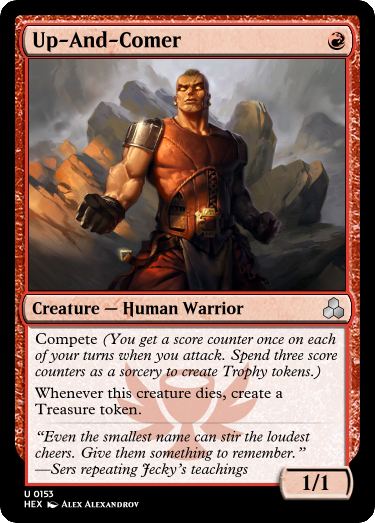 Up-And-Comer
Creature — Human Warrior
Compete (You get a score counter once on each
of your turns when you attack. Spend three score
counters as a sorcery to create Trophy tokens.)
Whenever this creature dies, create a
Treasure token.
“Even the smallest name can stir the loudest
cheers. Give them something to remember.”
—Sers repeating Jecky’s teachings
1/1
U 0153
HEX Alex Alexandrov